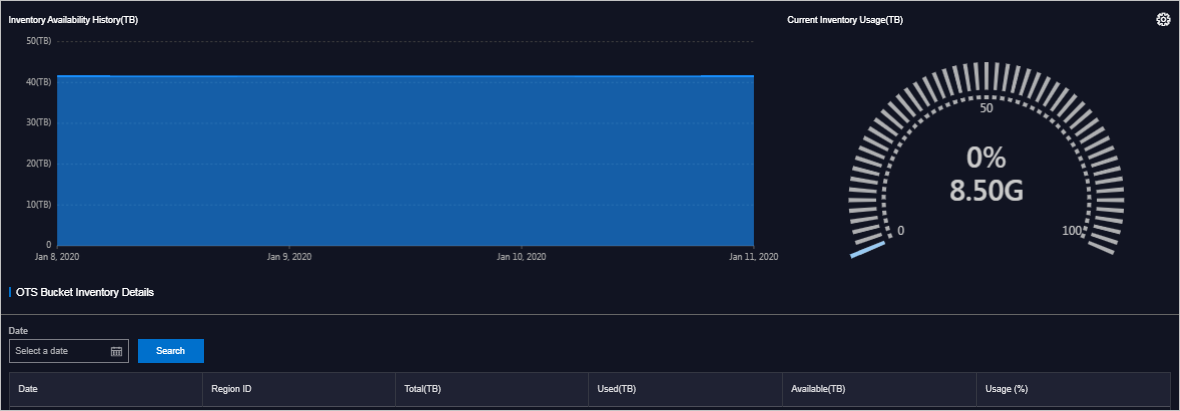 Inventory Availability History(TB)
Current Inventory Usage(TB)
50(TB)
40(TB)
30(TB)
20(TB)
10(TB)
0
Jan 8, 2020
Jan 9, 2020
Jan 10, 2020
Jan 11, 2020
50
0%
8.50G
0
100
OTS Bucket Inventory Details
Date
Select a date
Search
Date Region ID Total(TB) Used(TB) Available(TB) Usage (%)